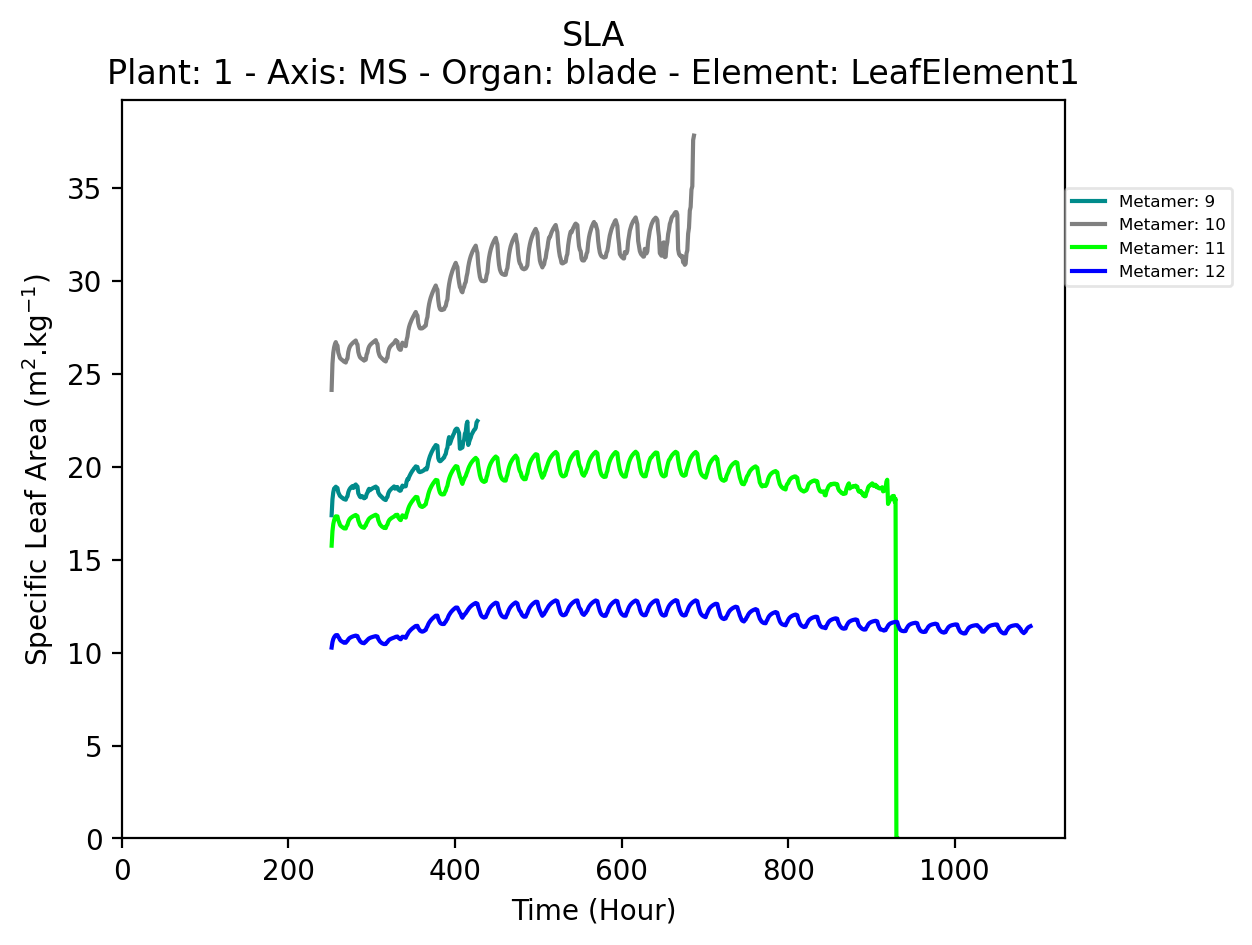 SLA
Plant: 1 - Axis: MS - Organ: blade - Element: LeafElement1
Specific Leaf Area (m².kg⁻¹)
35
30
25
20
15
10
5
0
0 200 400 600 800 1000
Time (Hour)
Metamer: 9
Metamer: 10
Metamer: 11
Metamer: 12